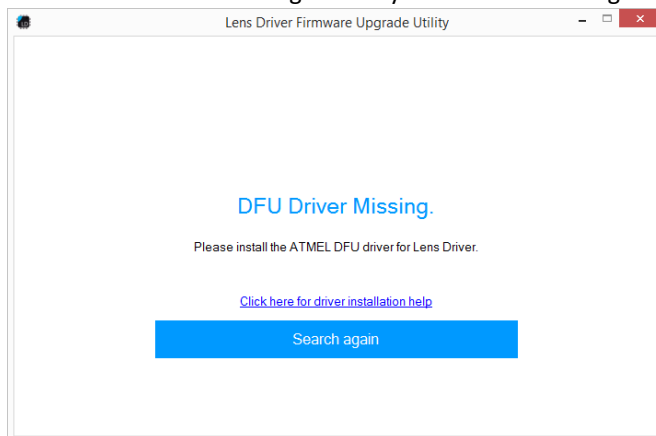 Lens Driver Firmware Upgrade Utility
DFU Driver Missing.
Please install the ATMEL DFU driver for Lens Driver.
Click here for driver installation help
Search again